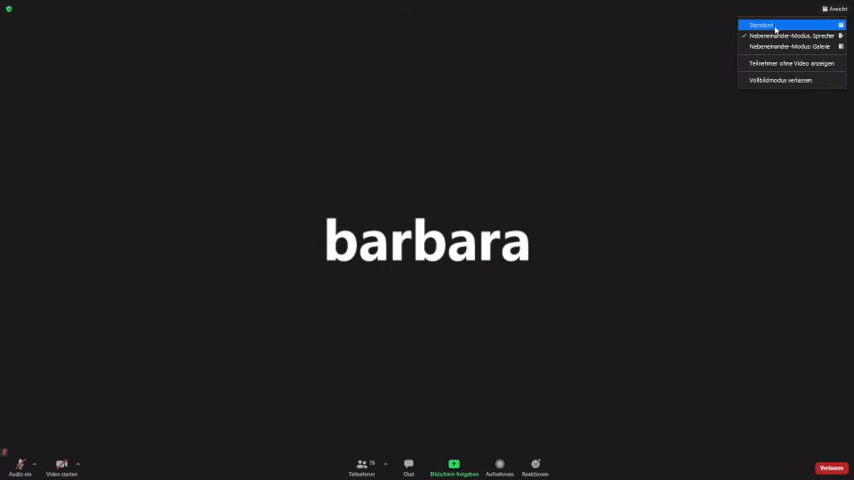 Ansicht
Standard
Nebeneinander-Modus. Sprecher
Nebeneinander-Modus: Galerie
Teilnehmer ohne Video anzeigen
Vollbildmodus verlassen
barbara
Audio ein
Video starten
79
Teilnehmer
Chat
Bildschirm freigeben
Aufnehmen
Reaktionen
Verlassen